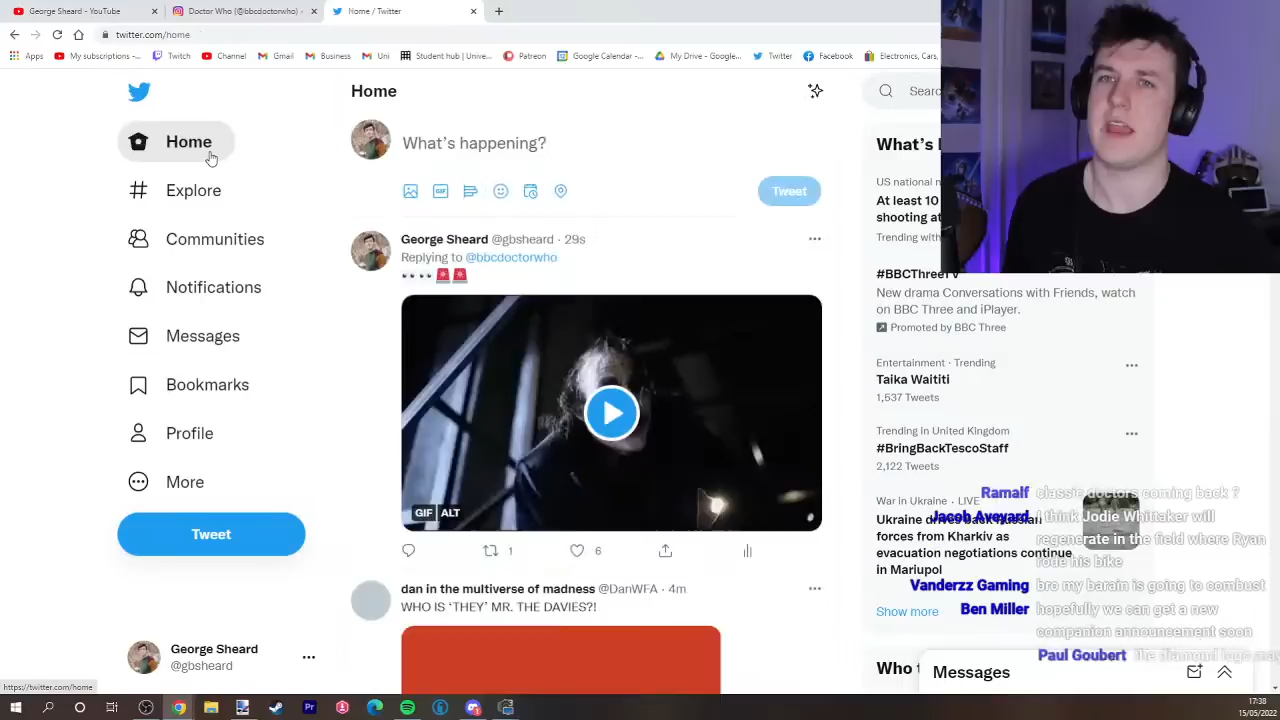 George Sheard - YouTube
Doctor Who (@bbcdoctorwho) •
Home / Twitter
twitter.com/home
Apps
My subscriptions -...
Twitch
Channel
Gmail
Business
Uni
Student hub | Unive...
Patreon
Google Calendar -...
My Drive - Google...
Twitter
Facebook
Electronics, Cars,
Home
Explore
Communities
Notifications
Messages
Bookmarks
Profile
More
Tweet
George Sheard
@gbsheard
https://twitter.com/home
Home
What's happening?
GIF
Tweet
George Sheard @gbsheard · 29s
Replying to @bbcdoctorwho
GIF ALT
1
6
dan in the multiverse of madness @DanWFA · 4m
WHO IS 'THEY' MR. THE DAVIES?!
Searc
What's
US national n
At least 10
shooting at
Trending with
#BBCThreeTV
New drama Conversations with Friends, watch
on BBC Three and iPlayer.
Promoted by BBC Three
Entertainment · Trending
Taika Waititi
1,537 Tweets
Trending in United Kingdom
#BringBackTescoStaff
2,122 Tweets
War in Ukraine · LIVE
Ukraine drives back Russian
forces from Kharkiv as
evacuation negotiations continue
in Mariupol
Show more
Ramalf classic doctors coming back ?
Jacob Aveyard I think Jodie Whittaker will
regenerate in the field where Ryan
rode his bike
Vanderzz Gaming bro my barain is going to combust
Ben Miller hopefully we can get a new
companion announcement soon
Paul Goubert the diamond logo may
Who t
Messages
Pr
17:38
15/05/2022